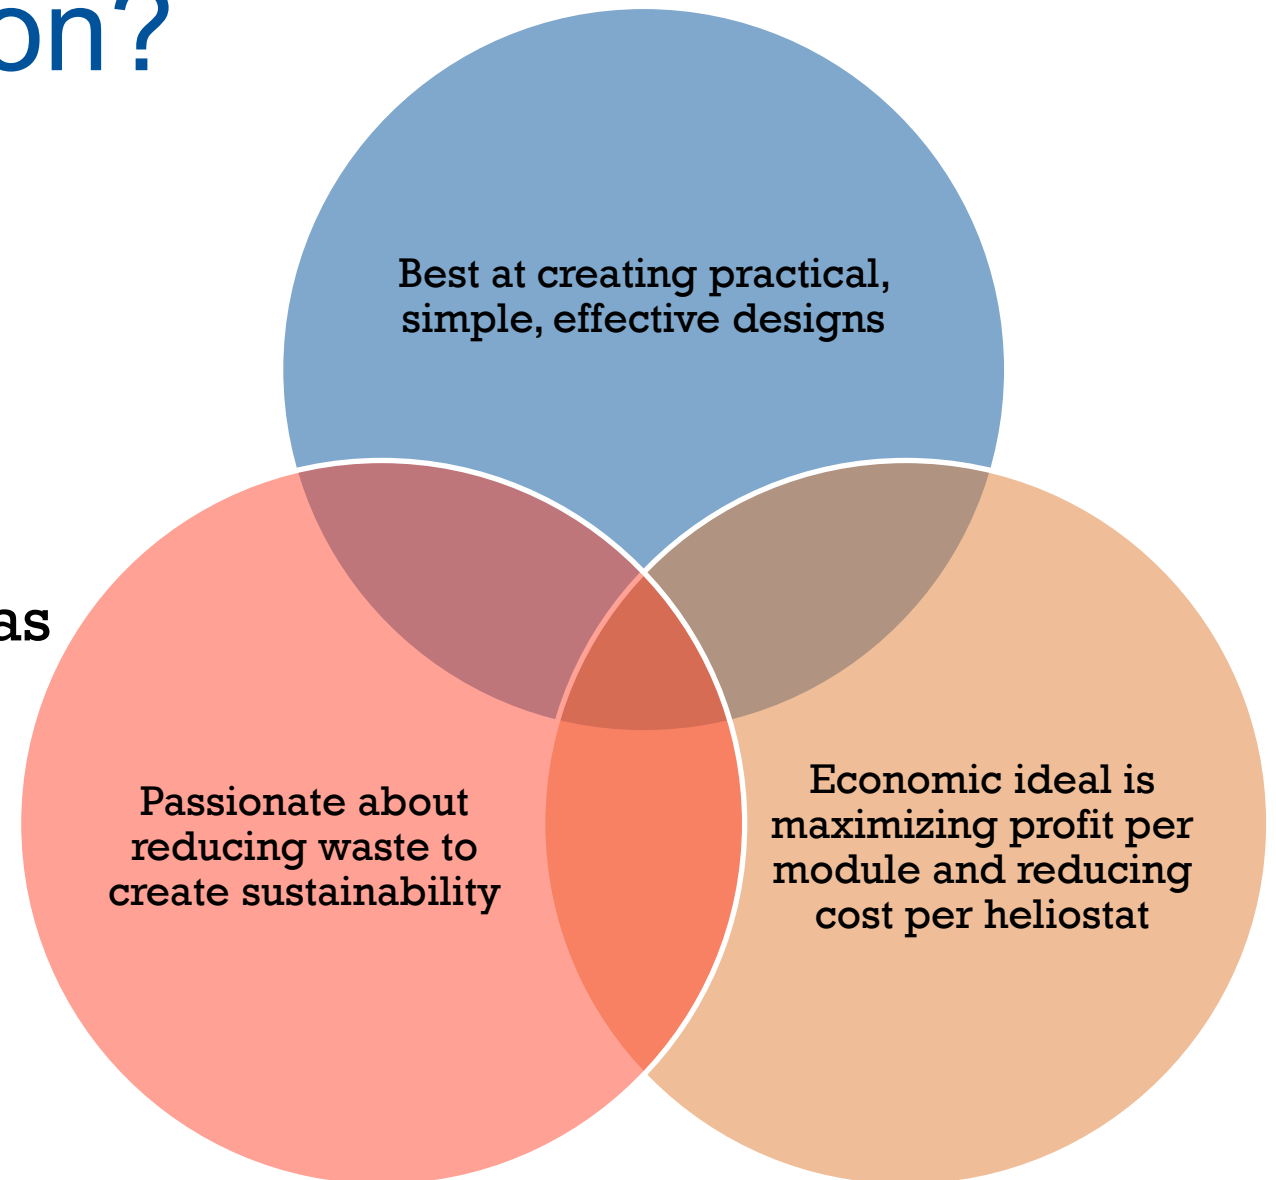 on?
Best at creating practical,
simple, effective designs
as
Passionate about
reducing waste to
create sustainability
Economic ideal is
maximizing profit per
module and reducing
cost per heliostat